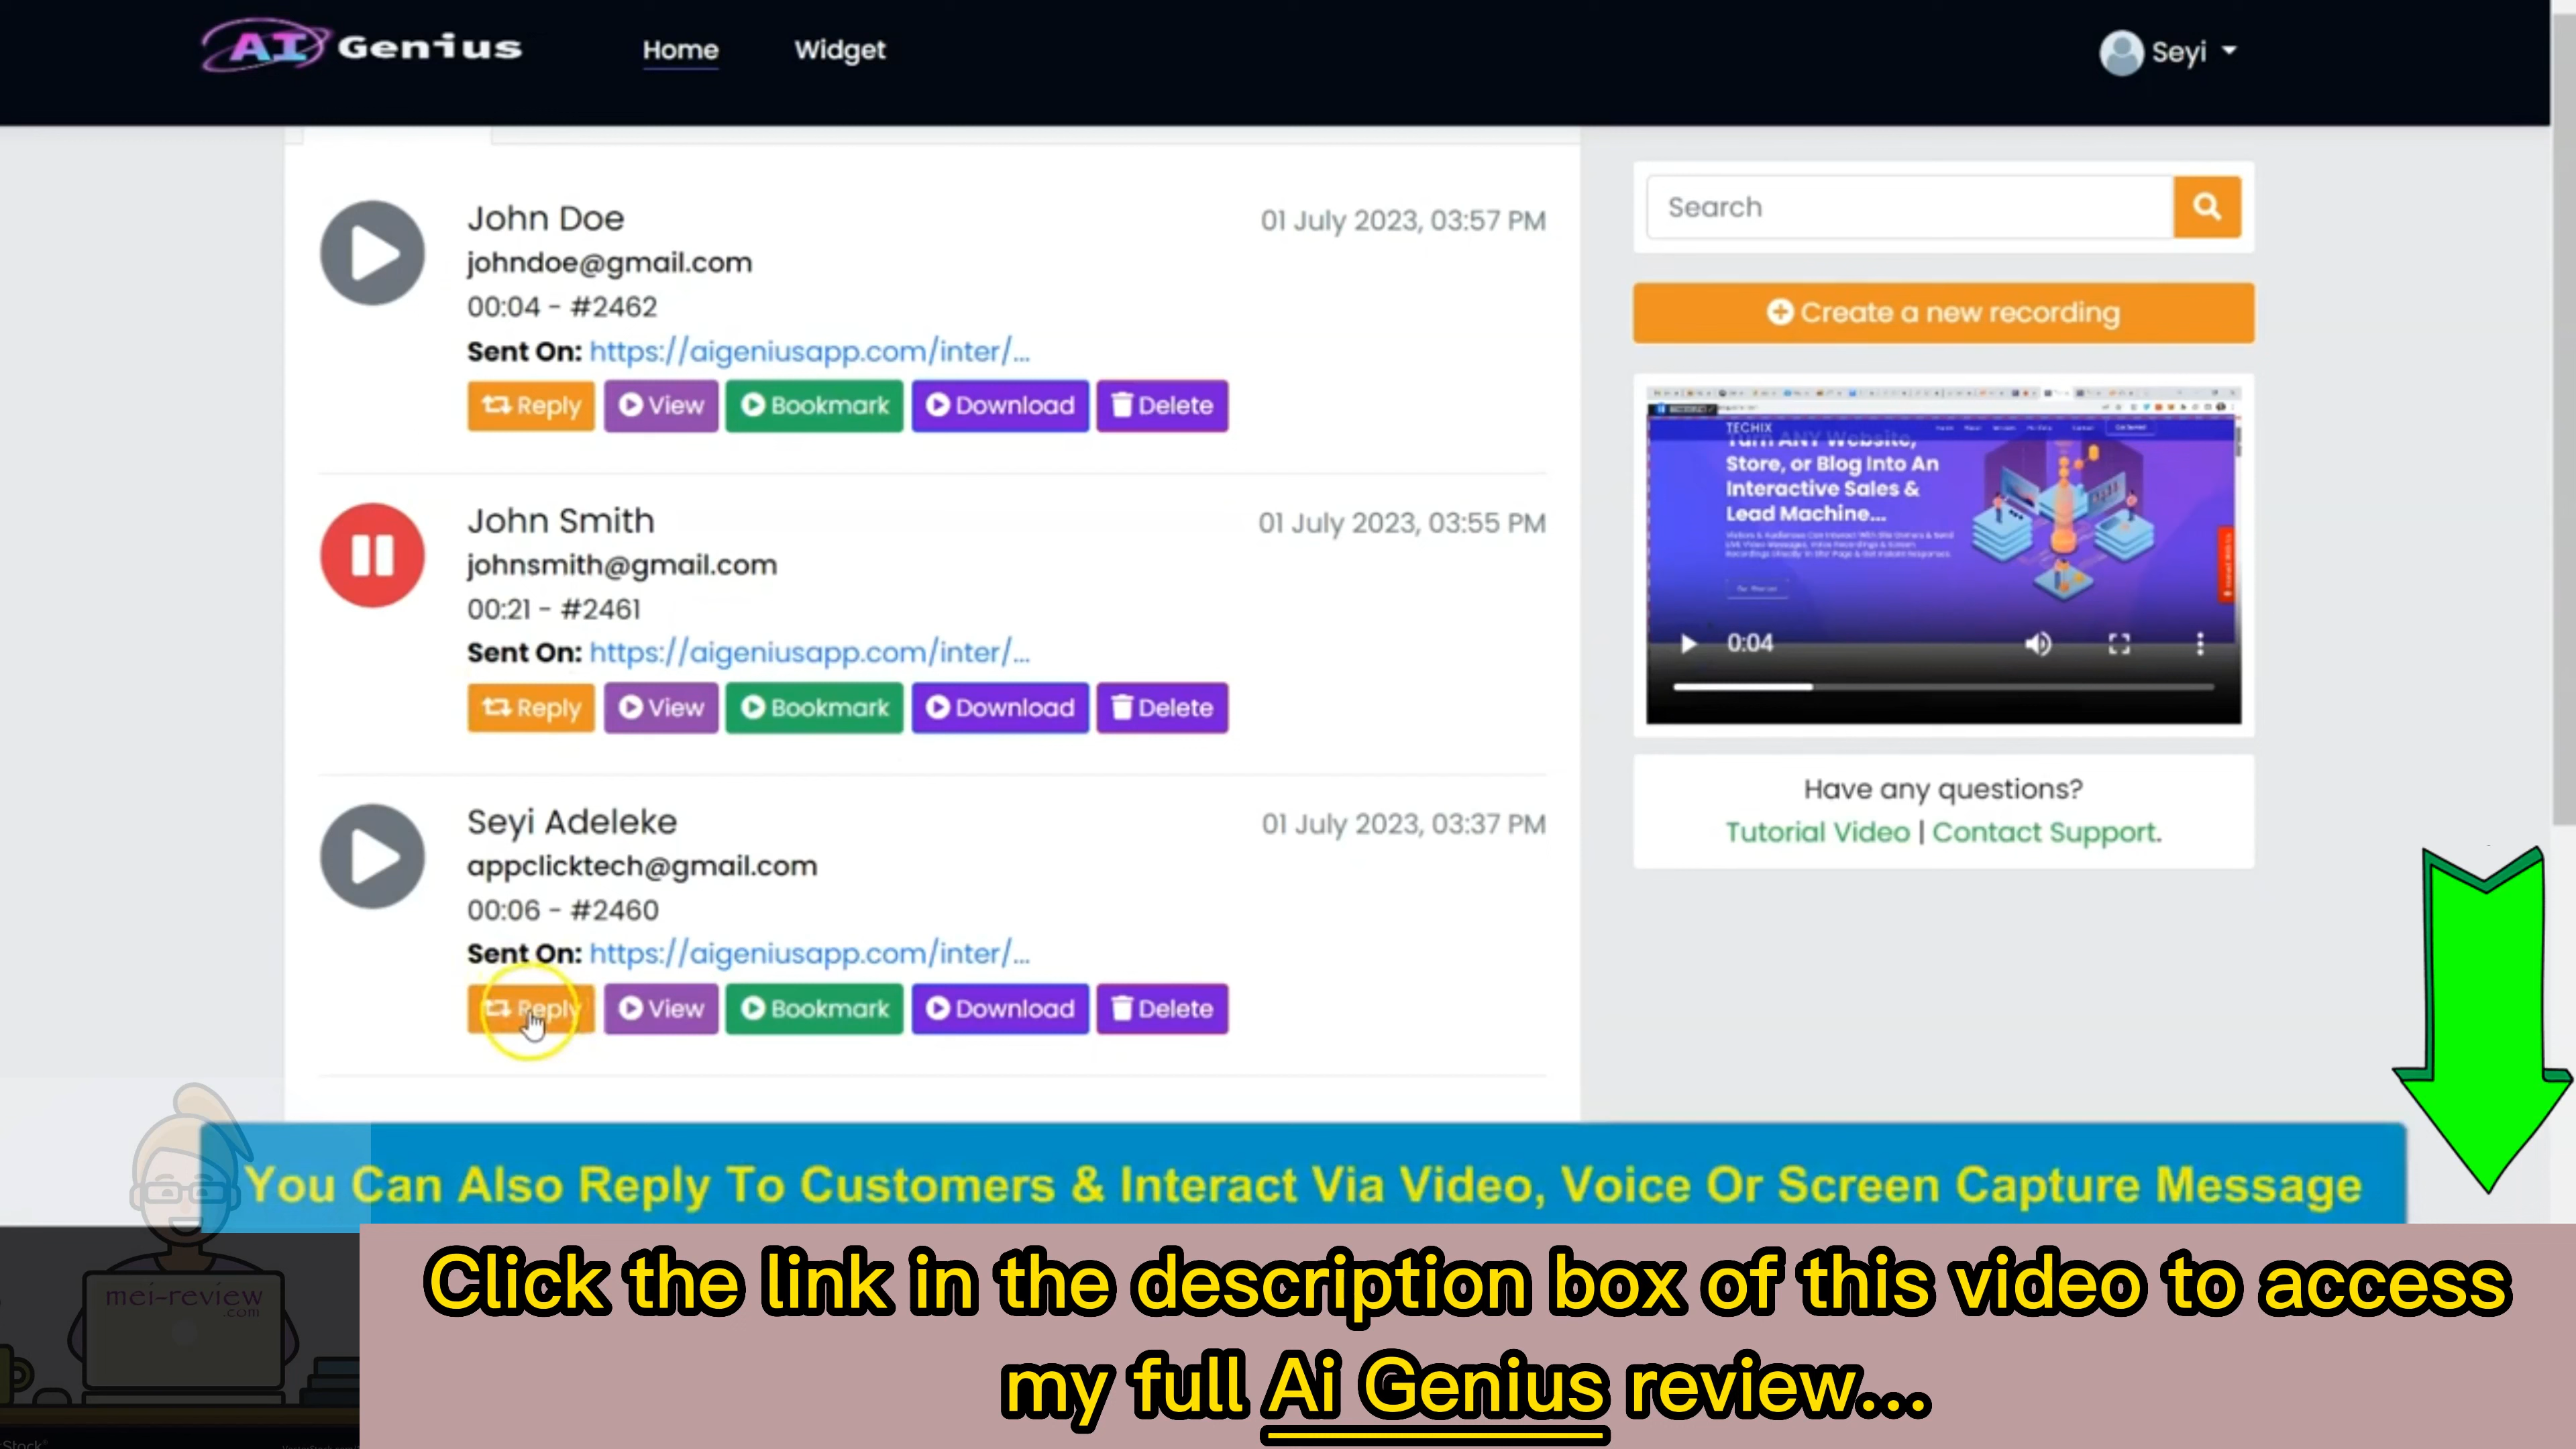 AI Genius
Home
Widget
Seyi
John Doe
01 July 2023, 03:57 PM
johndoe@gmail.com
00:04 - #2462
Sent On: https://aigeniusapp.com/inter/...
Reply
View
Bookmark
Download
Delete
John Smith
01 July 2023, 03:55 PM
johnsmith@gmail.com
00:21 - #2461
Sent On: https://aigeniusapp.com/inter/...
Reply
View
Bookmark
Download
Delete
Seyi Adeleke
01 July 2023, 03:37 PM
appclicktech@gmail.com
00:06 - #2460
Sent On: https://aigeniusapp.com/inter/...
Reply
View
Bookmark
Download
Delete
Search
Create a new recording
TECHIX
Turn ANY Website,
Store, or Blog Into An
Interactive Sales &
Lead Machine...
0:04
Have any questions?
Tutorial Video | Contact Support.
You Can Also Reply To Customers & Interact Via Video, Voice Or Screen Capture Message
mei-review
.com
Click the link in the description box of this video to access
my full Ai Genius review...